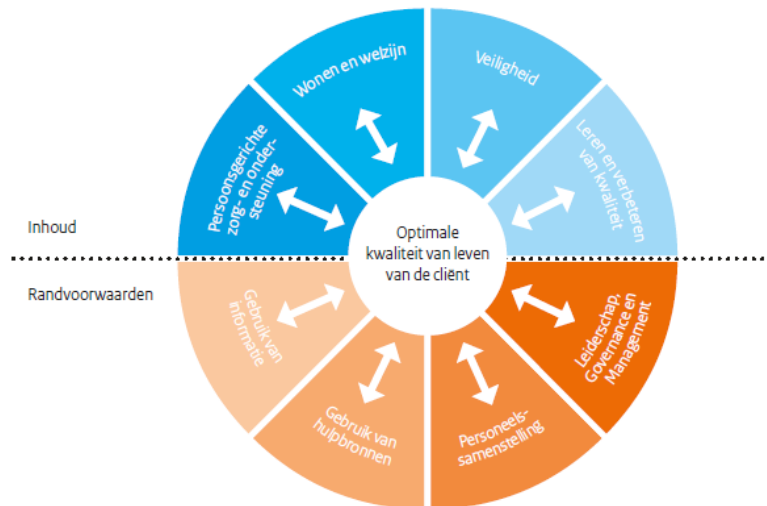 Wonen en welzijn
Veiligheid
Persoonsgerichte
zorg- en onder-
steuning
Leren en verbeteren
van kwaliteit
Inhoud
Optimale
kwaliteit van leven
van de cliënt
Randvoorwaarden
Gebruik van
informatie
Leiderschap,
Governance en
Management
Gebruik van
hulpbronnen
Personeels-
samenstelling